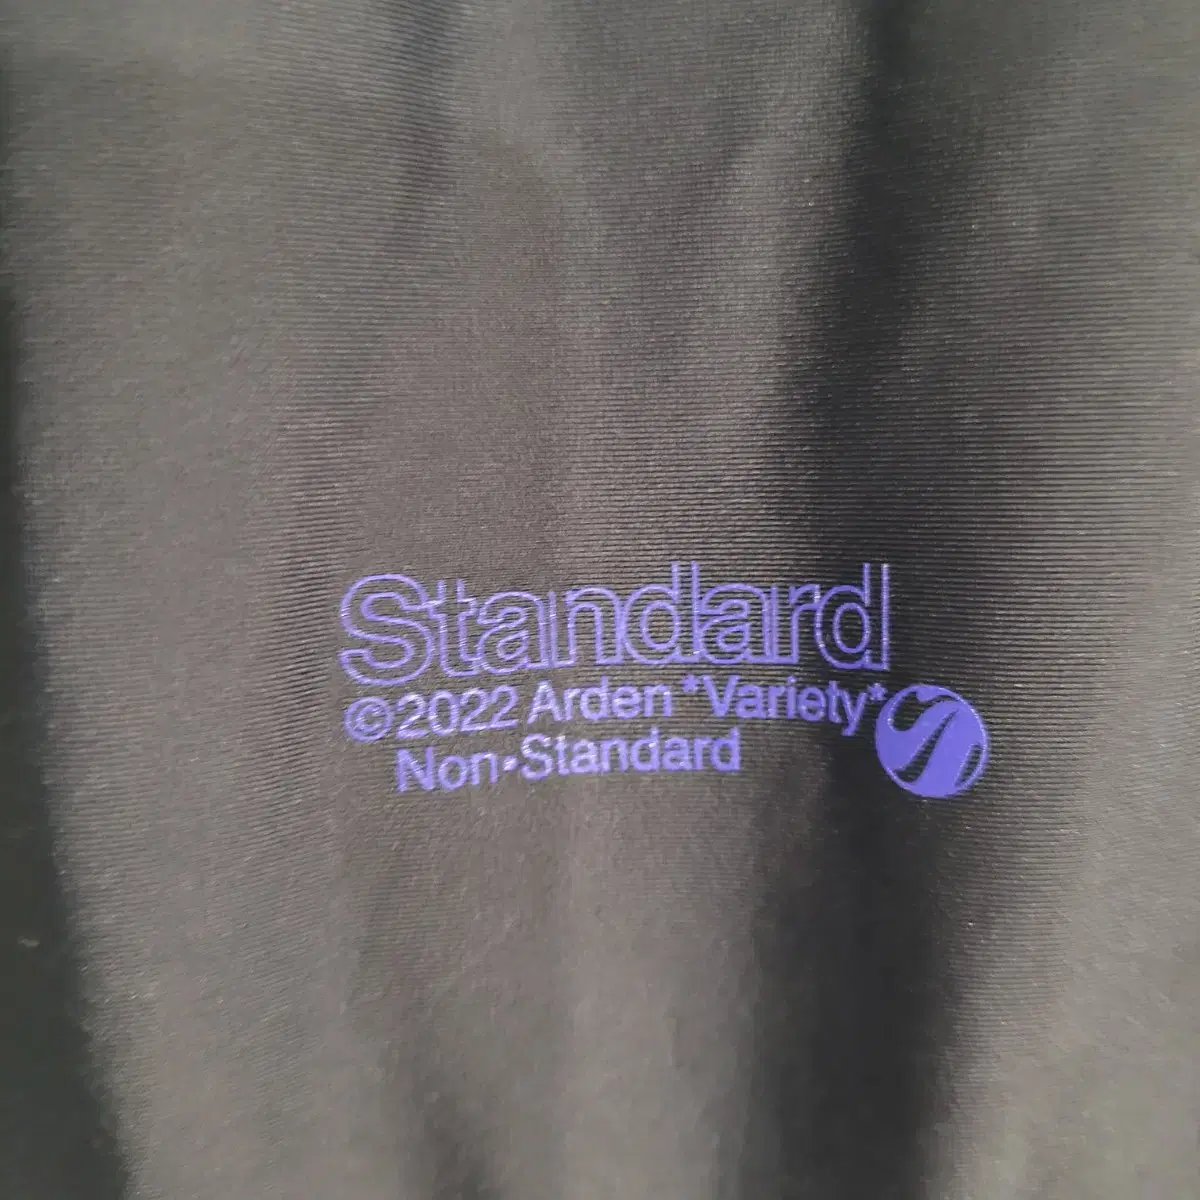 Standard
©2022 Arden *Variety*
Non•Standard